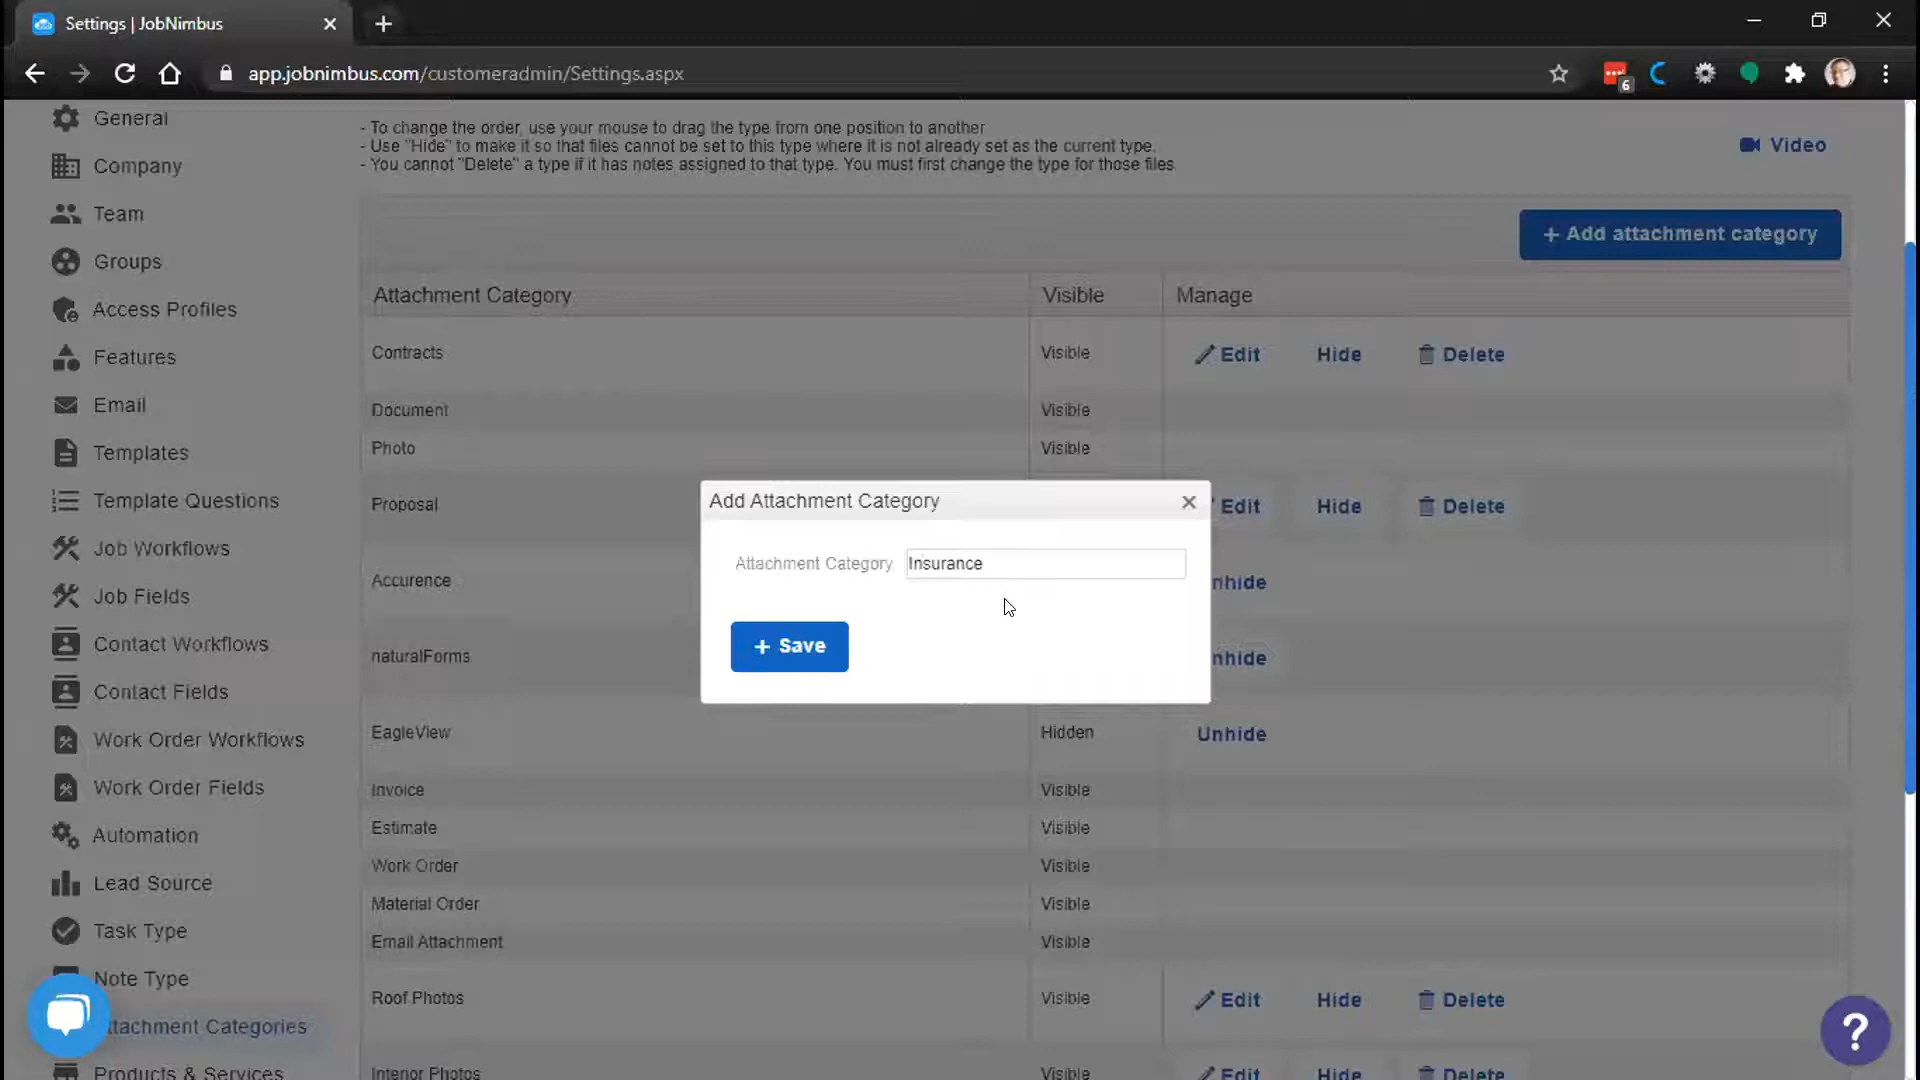 Settings | JobNimbus
app.jobnimbus.com/customeradmin/Settings.aspx
6
General
Company
Team
Groups
Access Profiles
Features
Email
Templates
Template Questions
Job Workflows
Job Fields
Contact Workflows
Contact Fields
Work Order Workflows
Work Order Fields
Automation
Lead Source
Task Type
Note Type
ttachment Categories
Products & Services
- To change the order, use your mouse to drag the type from one position to another
- Use "Hide" to make it so that files cannot be set to this type where it is not already set as the current type.
- You cannot "Delete" a type if it has notes assigned to that type. You must first change the type for those files.
Video
+ Add attachment category
Attachment Category Visible Manage
Contracts Visible Edit Hide Delete
Document Visible
Photo Visible
Proposal Edit Hide Delete
Accurence nhide
naturalForms nhide
EagleView Hidden Unhide
Invoice Visible
Estimate Visible
Work Order Visible
Material Order Visible
Email Attachment Visible
Roof Photos Visible Edit Hide Delete
Interior Photos Visible Edit Hide Delete
Add Attachment Category
Attachment Category Insurance
+ Save
?